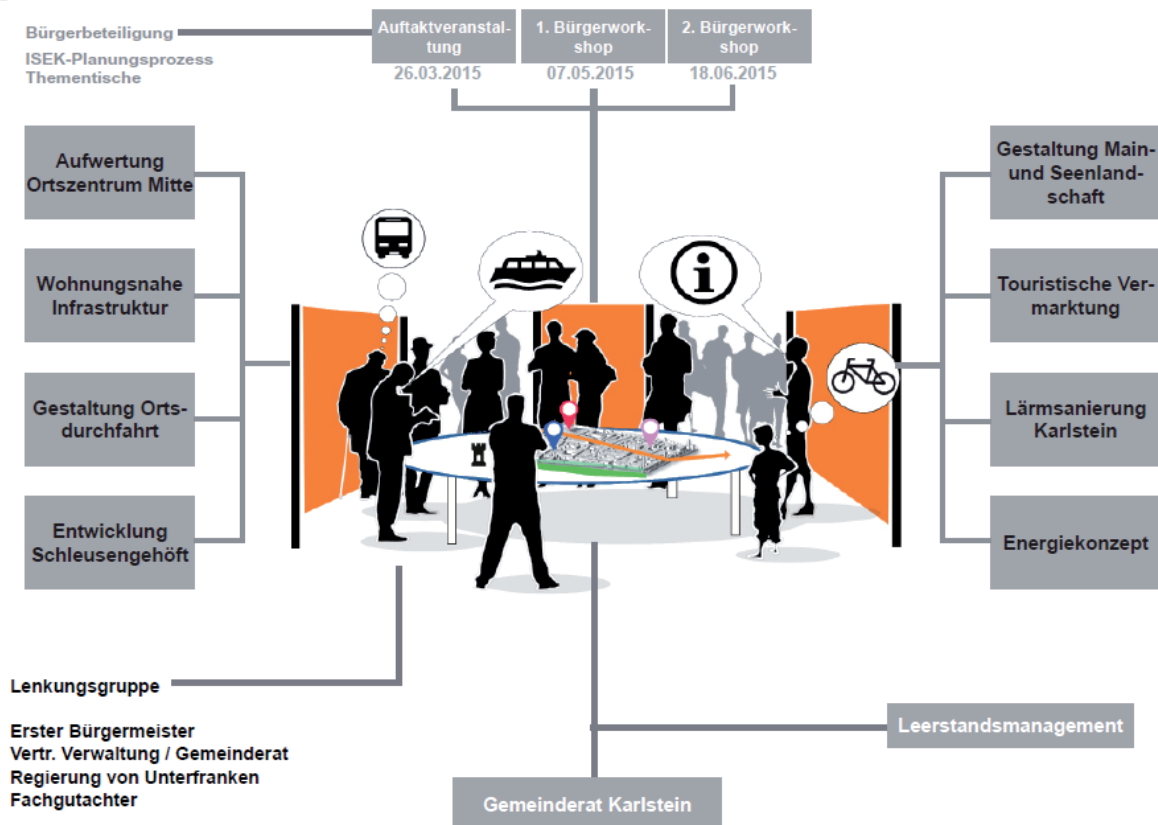 Bürgerbeteiligung
ISEK-Planungsprozess
Thementische
Auftaktveranstal-
tung
26.03.2015
1. Bürgerwork-
shop
07.05.2015
2. Bürgerwork-
shop
18.06.2015
Aufwertung
Ortszentrum Mitte
Wohnungsnahe
Infrastruktur
Gestaltung Orts-
durchfahrt
Entwicklung
Schleusengehöft
Gestaltung Main-
und Seenland-
schaft
Touristische Ver-
marktung
Lärmsanierung
Karlstein
Energiekonzept
Lenkungsgruppe
Erster Bürgermeister
Vertr. Verwaltung / Gemeinderat
Regierung von Unterfranken
Fachgutachter
Leerstandsmanagement
Gemeinderat Karlstein